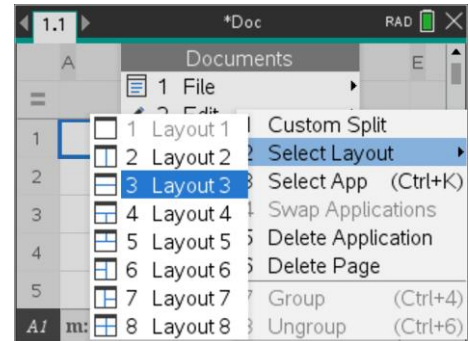 1.1 *Doc RAD
A Documents E
1 File
2 Edit
1 Layout 1 Custom Split
2 Layout 2 2 Select Layout
3 Layout 3 3 Select App (Ctrl+K)
4 Layout 4 4 Swap Applications
5 Layout 5 5 Delete Application
6 Layout 6 6 Delete Page
7 Layout 7 7 Group (Ctrl+4)
8 Layout 8 8 Ungroup (Ctrl+6)
=
1
2
3
4
5
A1 m: